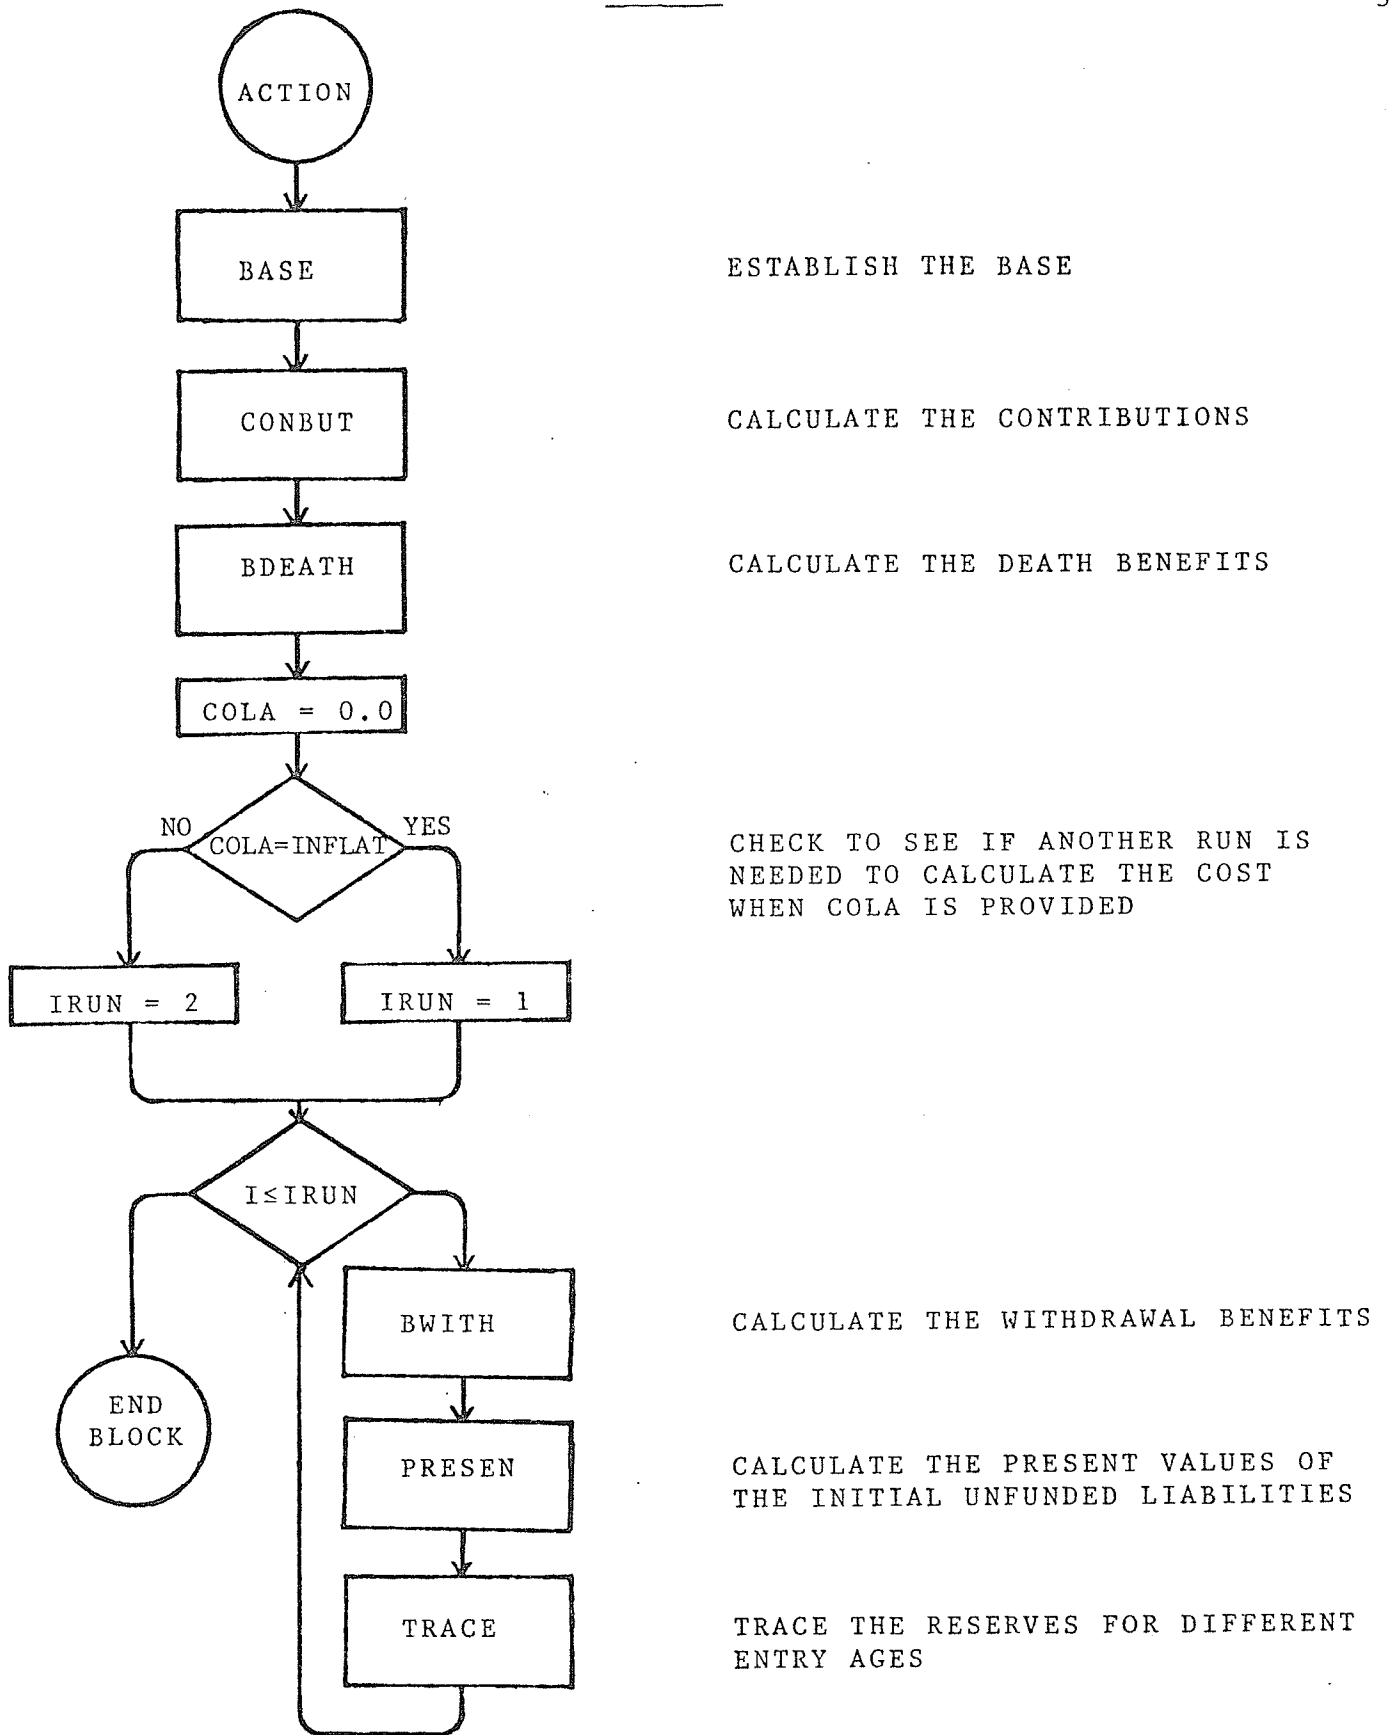 ACTION
BASE
ESTABLISH THE BASE
CONBUT
CALCULATE THE CONTRIBUTIONS
BDEATH
CALCULATE THE DEATH BENEFITS
COLA = 0.0
NO
COLA=INFLAT
YES
CHECK TO SEE IF ANOTHER RUN IS
NEEDED TO CALCULATE THE COST
WHEN COLA IS PROVIDED
IRUN = 2
IRUN = 1
I≤IRUN
BWITH
CALCULATE THE WITHDRAWAL BENEFITS
END
BLOCK
PRESEN
CALCULATE THE PRESENT VALUES OF
THE INITIAL UNFUNDED LIABILITIES
TRACE
TRACE THE RESERVES FOR DIFFERENT
ENTRY AGES